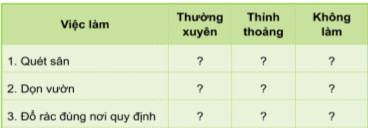 Việc làm Thường xuyên Thỉnh thoảng Không làm
1. Quét sân ? ? ?
2. Dọn vườn ? ? ?
3. Đổ rác đúng nơi quy định ? ? ?